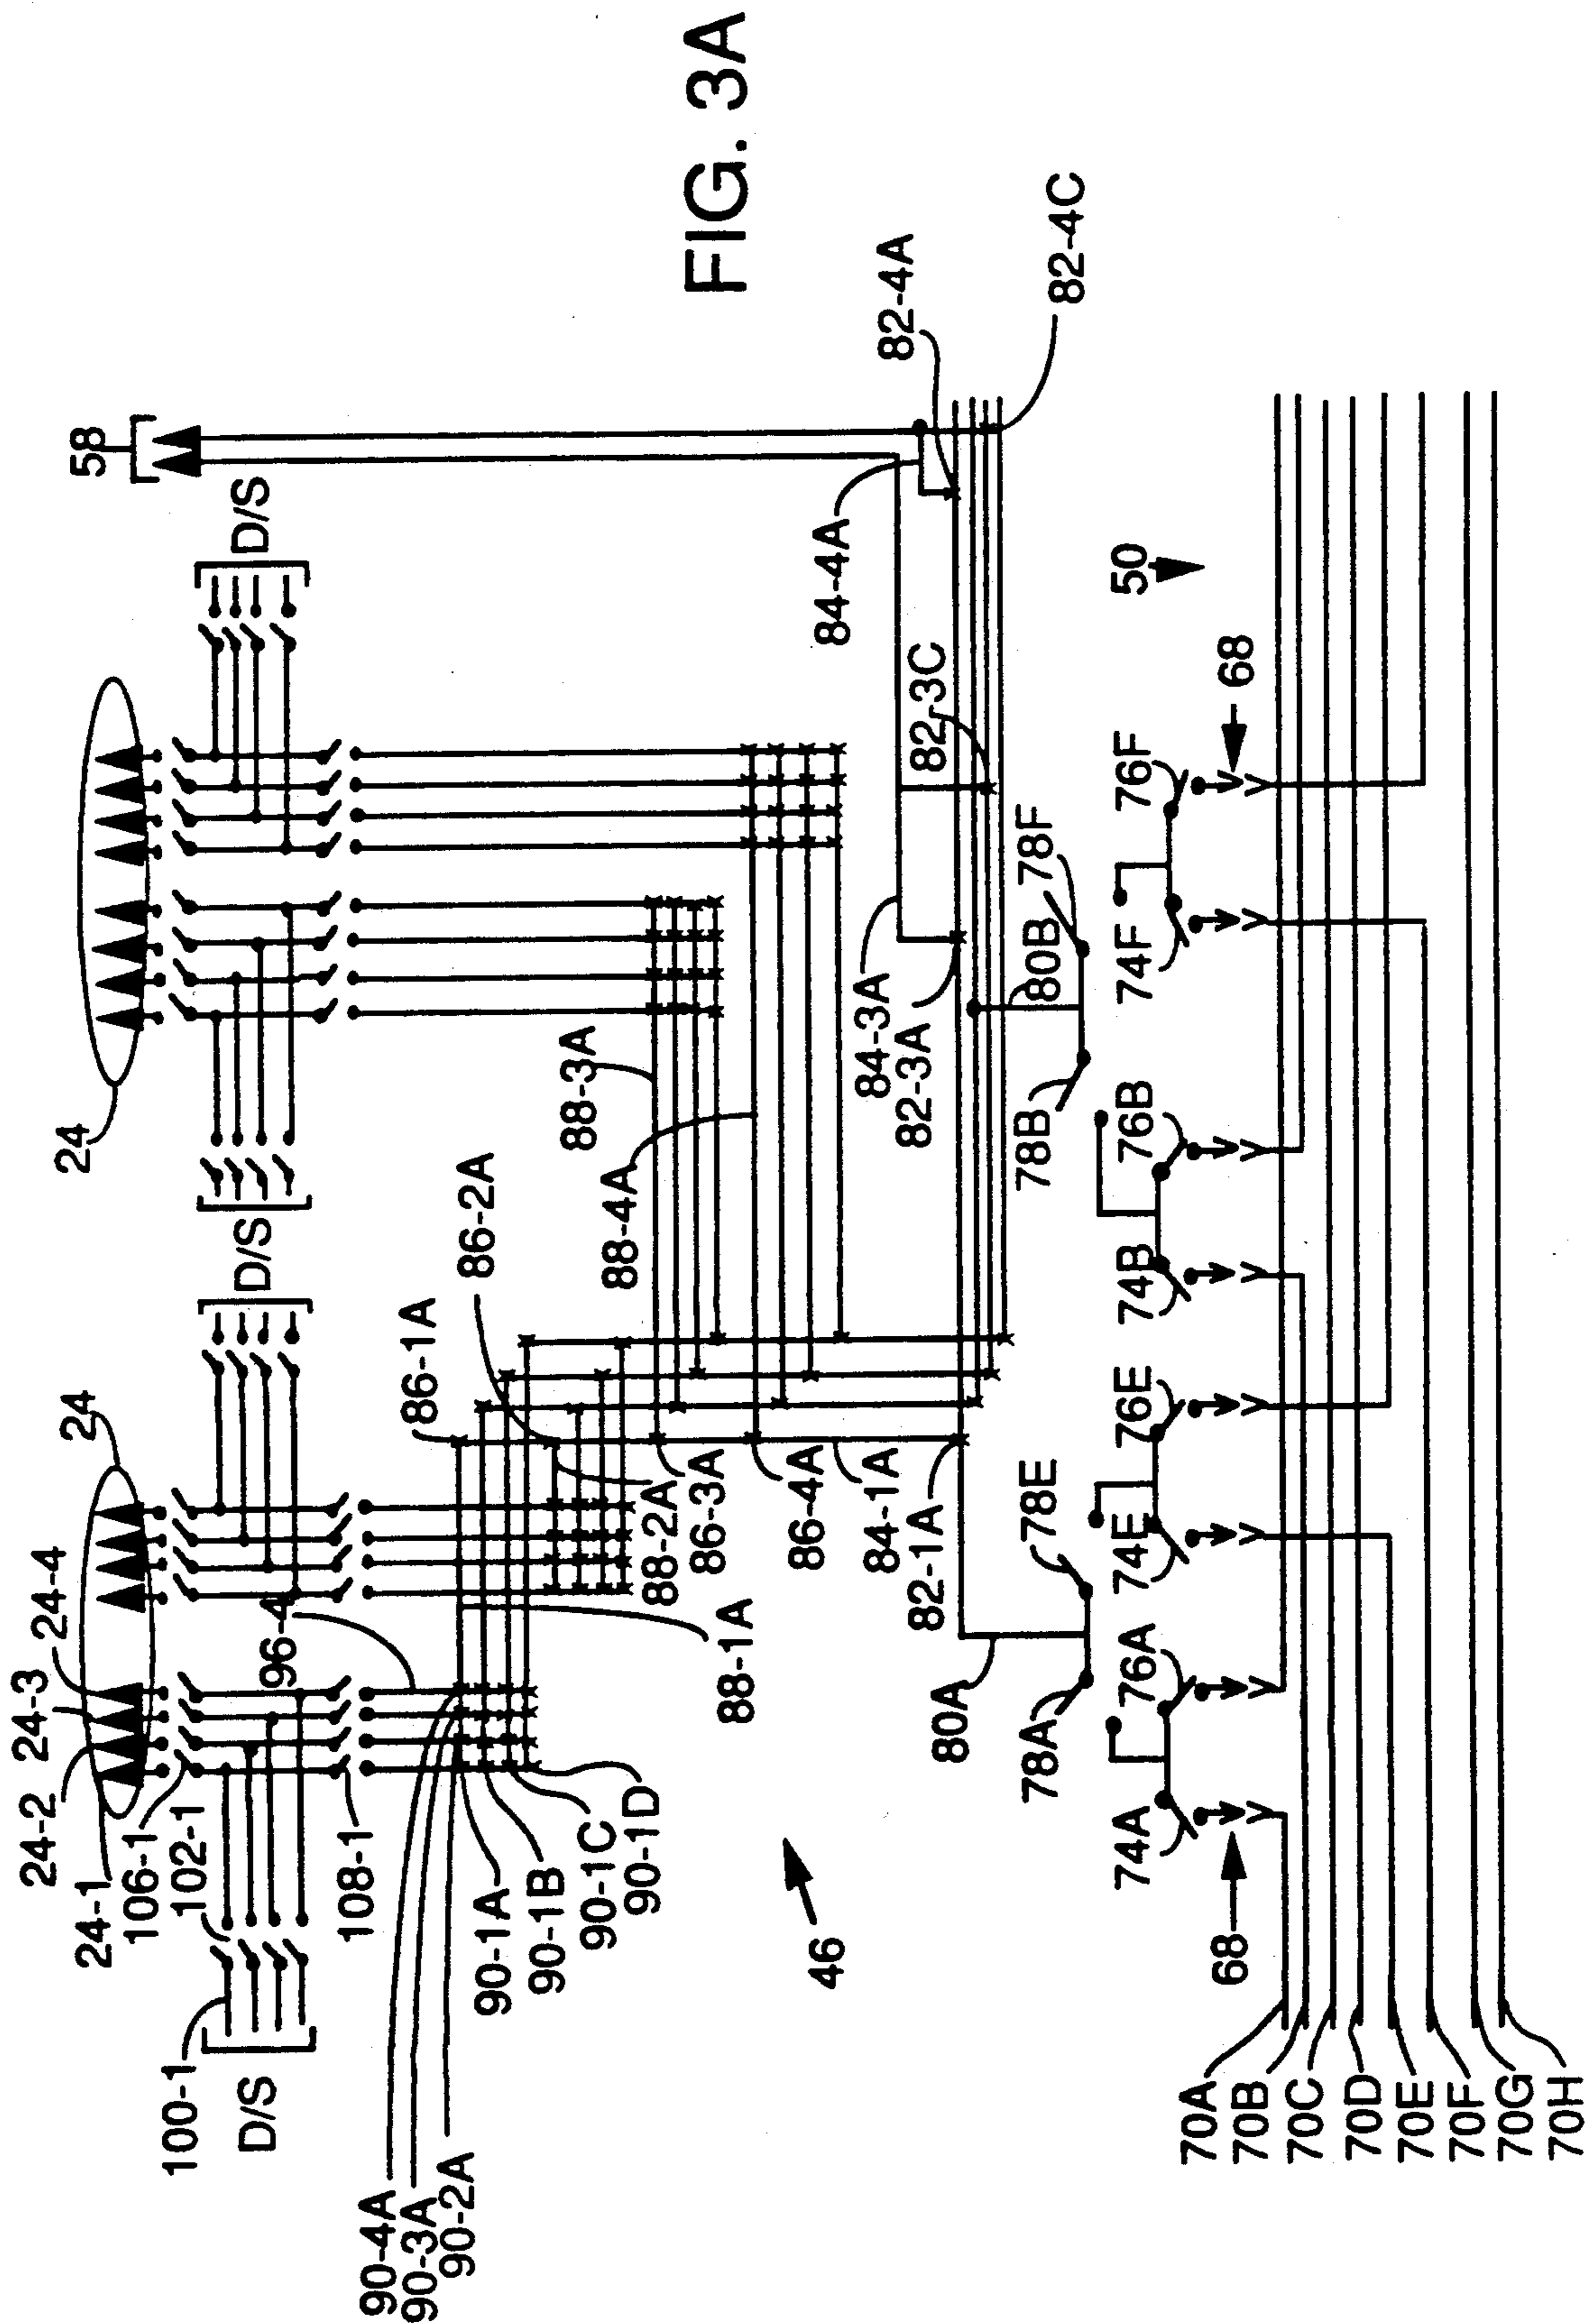 FIG. 3A
58
24
24
D/S
D/S
D/S
D/S
24-1
24-2
24-3
24-4
106-1
102-1
100-1
108-1
96-4
86-1A
86-2A
88-3A
88-4A
88-2A
86-3A
86-4A
84-1A
82-1A
88-1A
90-4A
90-3A
90-2A
90-1A
90-1B
90-1C
90-1D
46
84-3A
82-3A
84-4A
82-3C
82-4A
82-4C
80A
80B
78A
78E
78B
78F
50
74A
76A
74E
76E
74B
76B
74F
76F
68
68
70A
70B
70C
70D
70E
70F
70G
70H